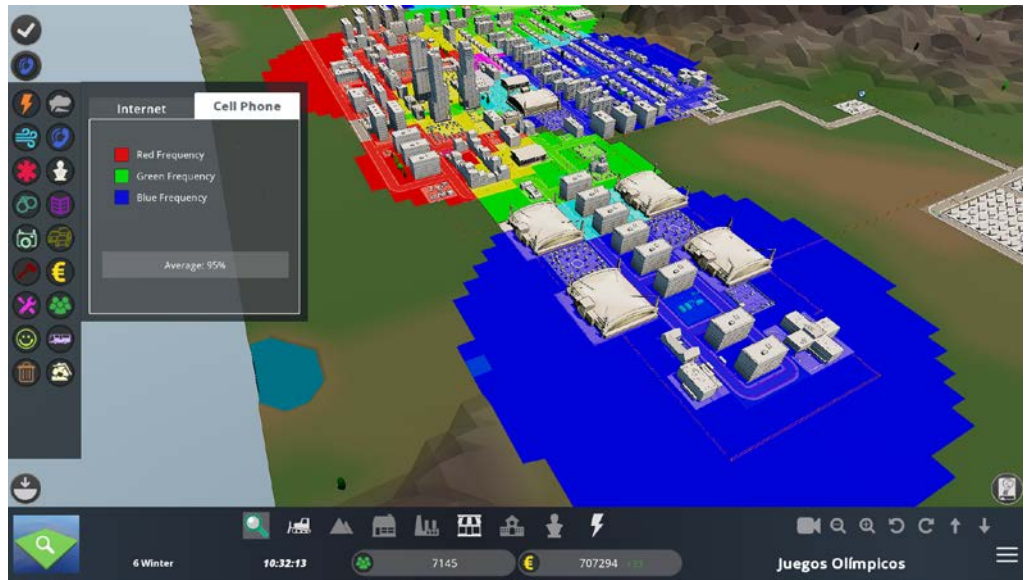 Internet
Cell Phone
Red Frequency
Green Frequency
Blue Frequency
Average: 95%
6 Winter
10:32:13
7145
707294
Juegos Olímpicos